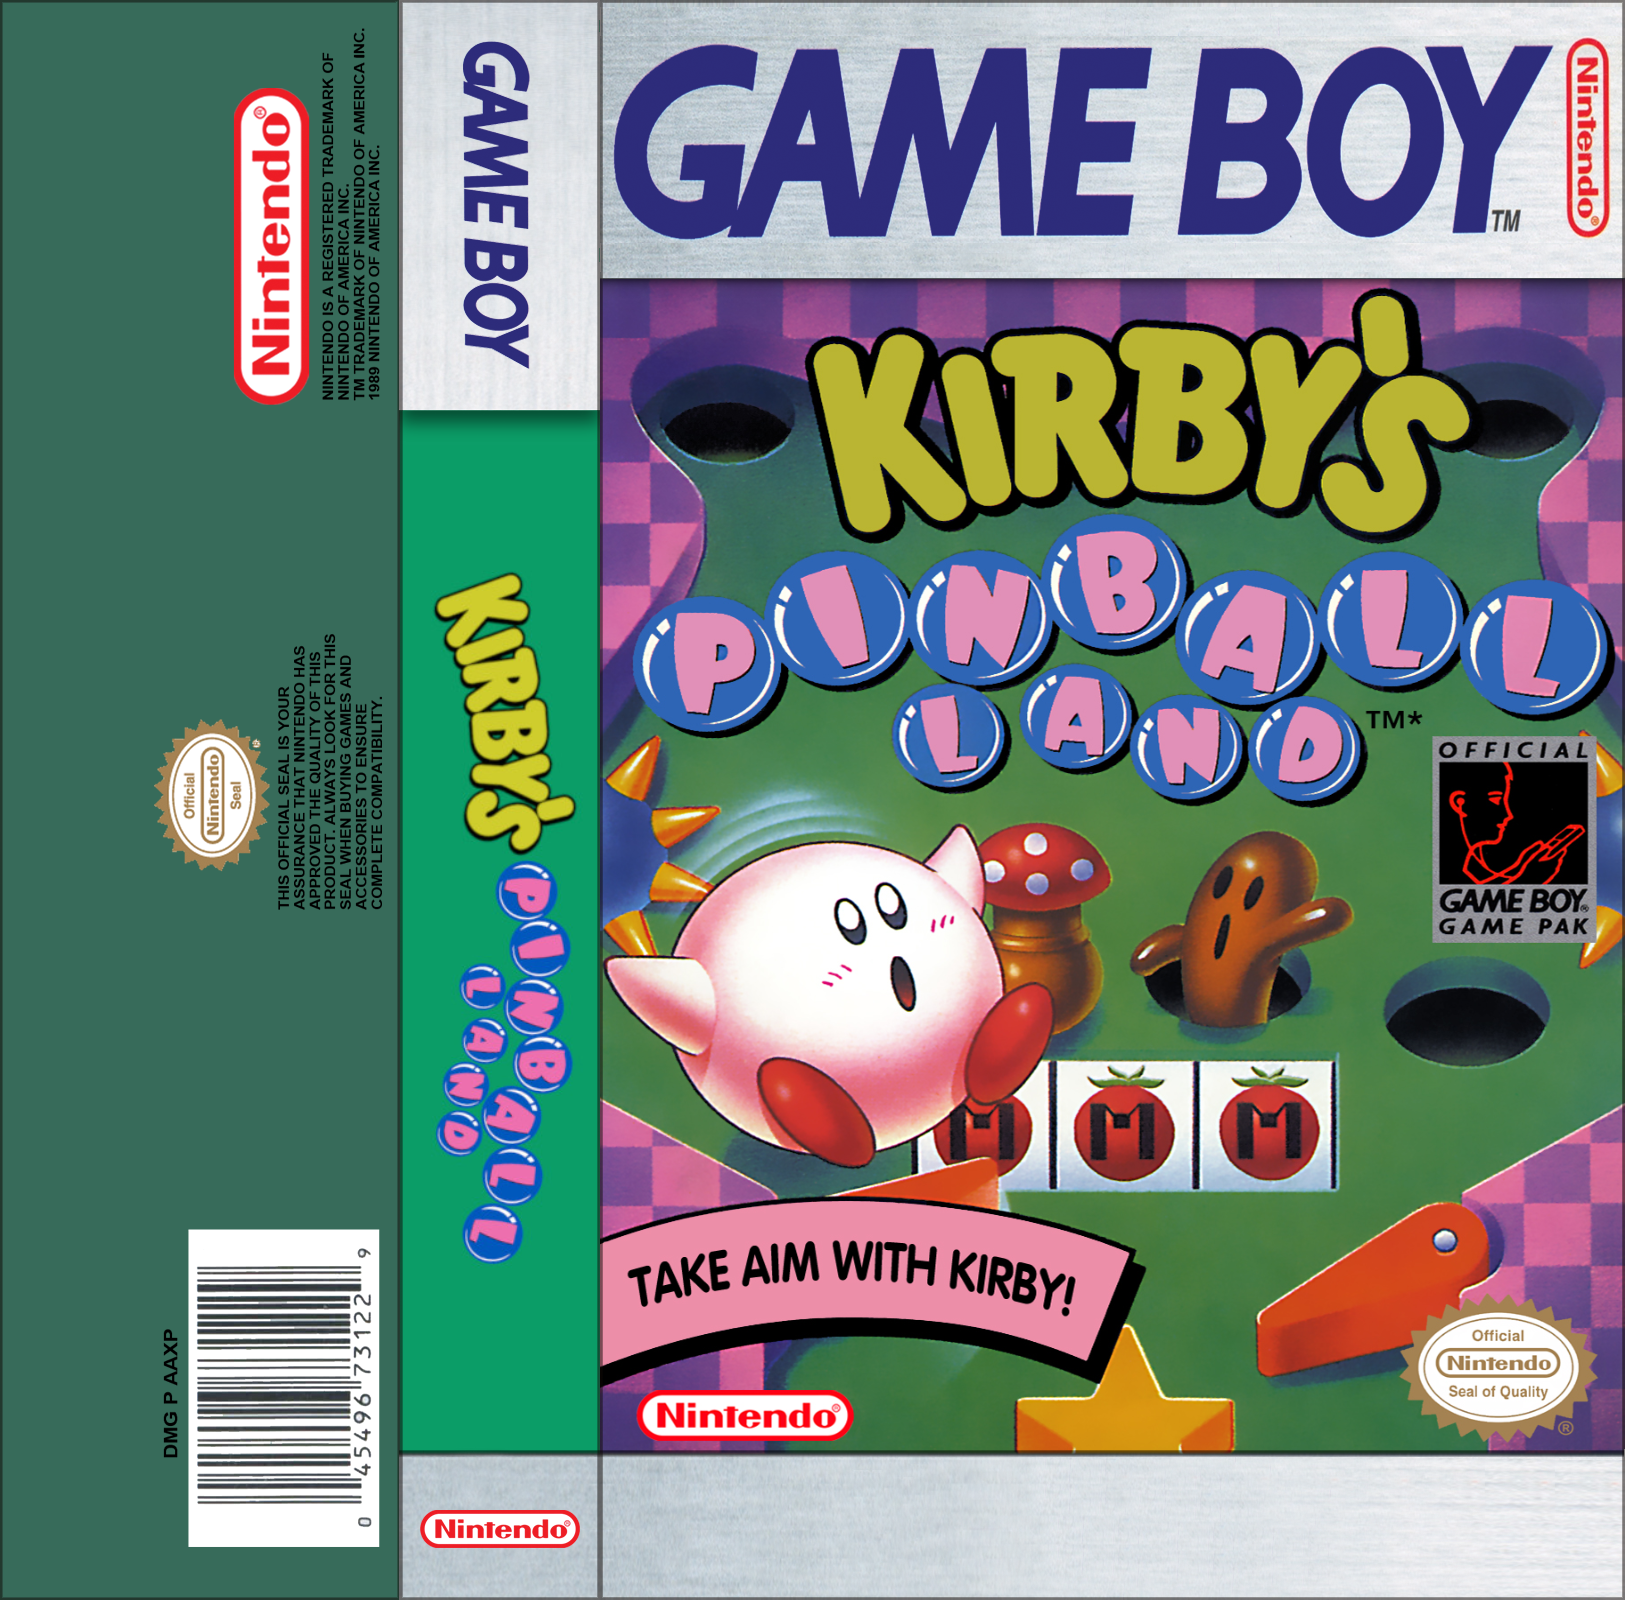 Nintendo®
NINTENDO IS A REGISTERED TRADEMARK OF
NINTENDO OF AMERICA INC.
TM TRADEMARK OF NINTENDO OF AMERICA INC.
1989 NINTENDO OF AMERICA INC.
Official
Nintendo
Seal
®
THIS OFFICIAL SEAL IS YOUR
ASSURANCE THAT NINTENDO HAS
APPROVED THE QUALITY OF THIS
PRODUCT. ALWAYS LOOK FOR THIS
SEAL WHEN BUYING GAMES AND
ACCESSORIES TO ENSURE
COMPLETE COMPATIBILITY.
DMG P AAXP
0 45496 73122 9
GAME BOY
KIRBY'S
PINBALL
LAND
Nintendo®
GAME BOY TM
Nintendo®
KIRBY'S
PINBALL
LAND TM*
OFFICIAL
GAME BOY®
GAME PAK
M M M
TAKE AIM WITH KIRBY!
Nintendo®
Official
Nintendo
Seal of Quality
®